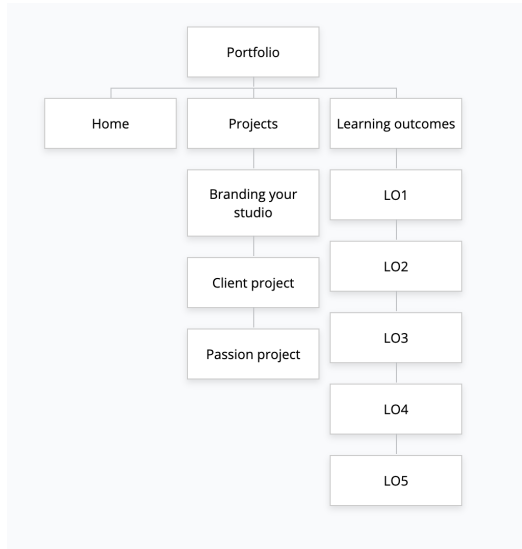 Portfolio
Home
Projects
Learning outcomes
Branding your
studio
Client project
Passion project
LO1
LO2
LO3
LO4
LO5